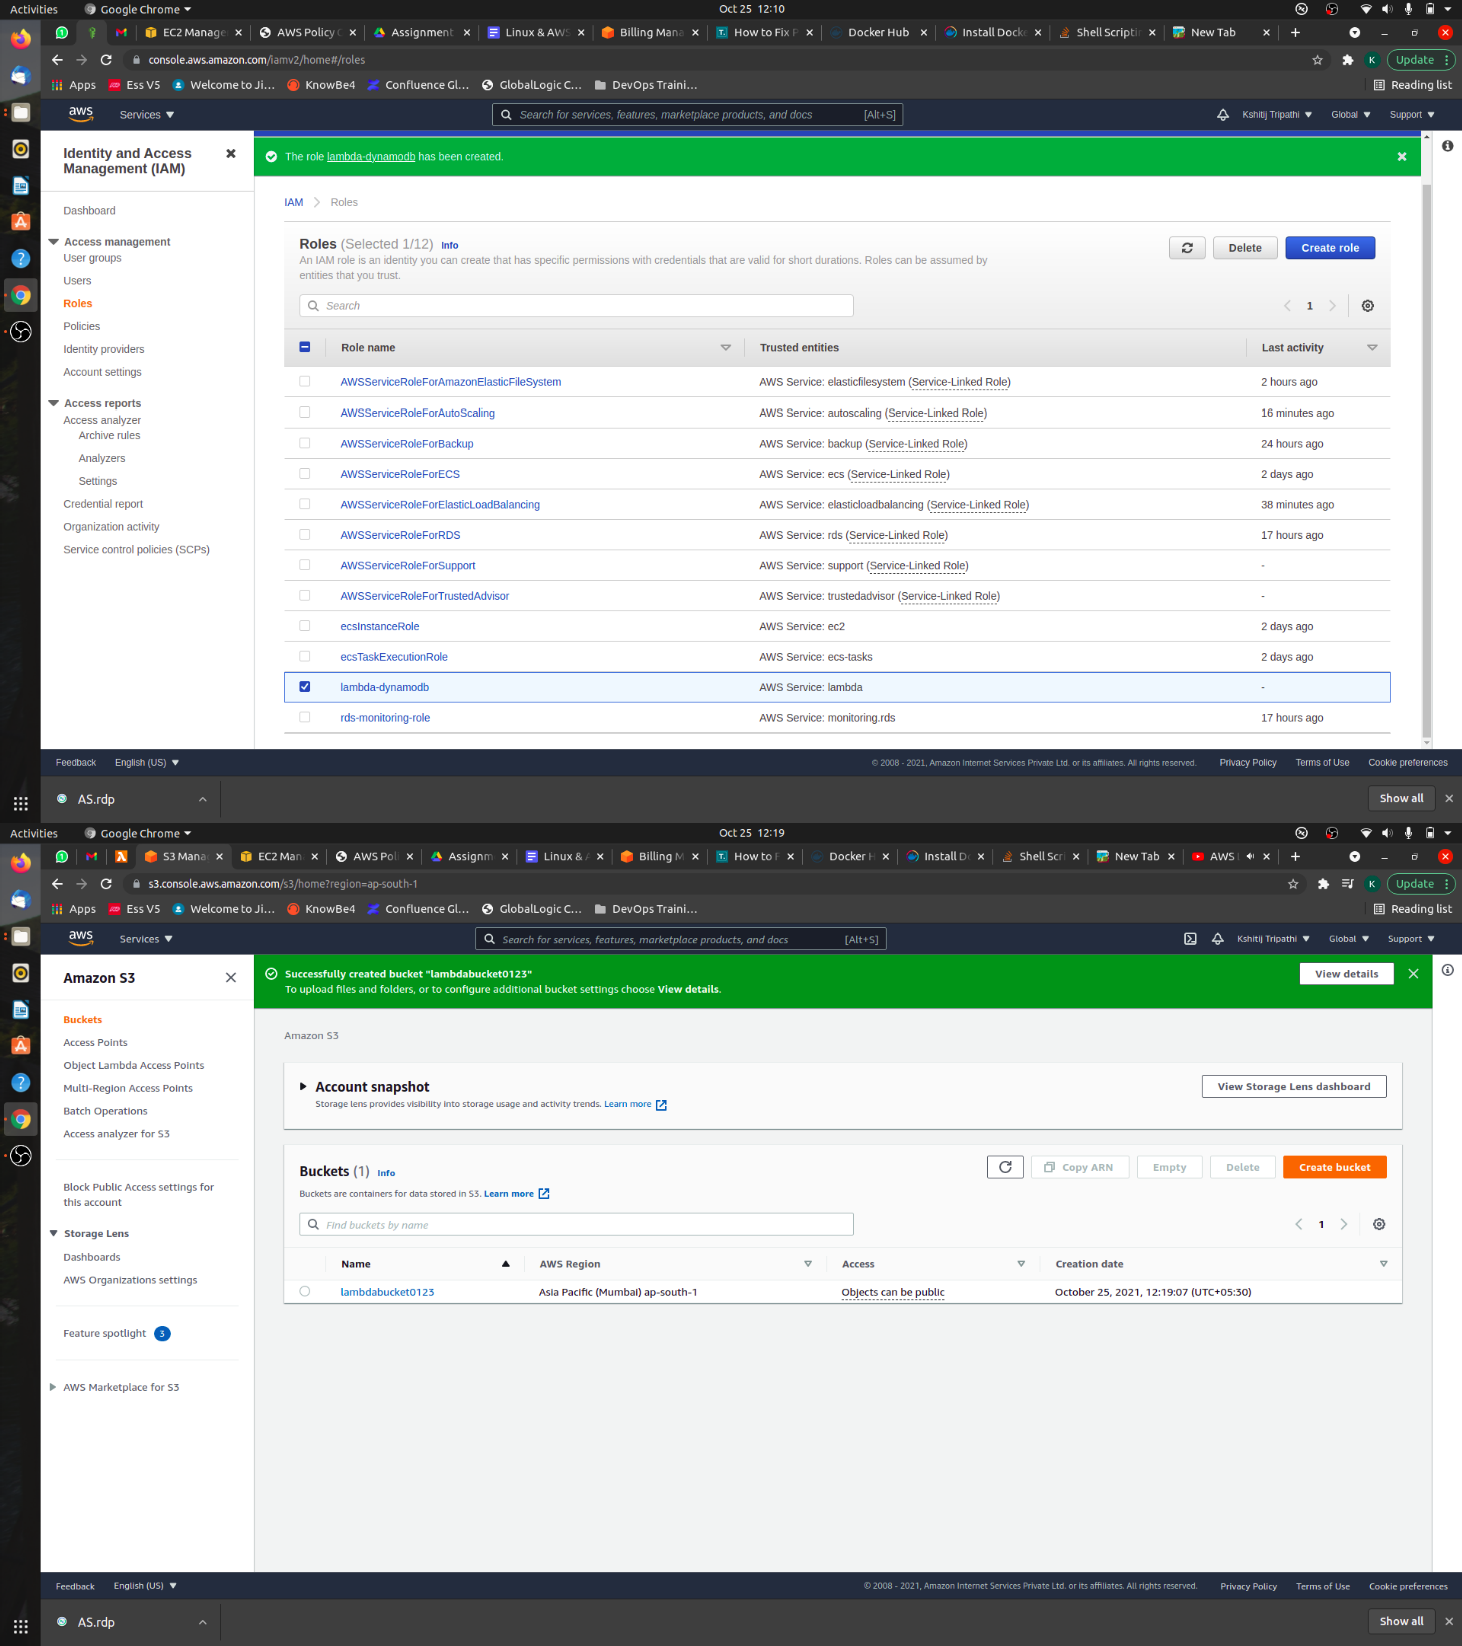 Activities Google Chrome Oct 25 12:10
EC2 Manage AWS Policy Assignment Linux & AWS Billing Mana How to Fix Docker Hub Install Dock Shell Scripti New Tab
console.aws.amazon.com/iamv2/home#/roles
Update
Apps Ess V5 Welcome to Ji... KnowBe4 Confluence Gl... GlobalLogic C... DevOps Traini... Reading list
aws Services Search for services, features, marketplace products, and docs [Alt+S] Kshitij Tripathi Global Support
Identity and Access Management (IAM)
The role lambda-dynamodb has been created.
Dashboard
Access management
User groups
Users
Roles
Policies
Identity providers
Account settings
Access reports
Access analyzer
Archive rules
Analyzers
Settings
Credential report
Organization activity
Service control policies (SCPs)
IAM Roles
Roles (Selected 1/12) Info
Delete Create role
An IAM role is an identity you can create that has specific permissions with credentials that are valid for short durations. Roles can be assumed by
entities that you trust.
Search
1
Role name Trusted entities Last activity
AWSServiceRoleForAmazonElasticFileSystem AWS Service: elasticfilesystem (Service-Linked Role) 2 hours ago
AWSServiceRoleForAutoScaling AWS Service: autoscaling (Service-Linked Role) 16 minutes ago
AWSServiceRoleForBackup AWS Service: backup (Service-Linked Role) 24 hours ago
AWSServiceRoleForECS AWS Service: ecs (Service-Linked Role) 2 days ago
AWSServiceRoleForElasticLoadBalancing AWS Service: elasticloadbalancing (Service-Linked Role) 38 minutes ago
AWSServiceRoleForRDS AWS Service: rds (Service-Linked Role) 17 hours ago
AWSServiceRoleForSupport AWS Service: support (Service-Linked Role) -
AWSServiceRoleForTrustedAdvisor AWS Service: trustedadvisor (Service-Linked Role) -
ecsInstanceRole AWS Service: ec2 2 days ago
ecsTaskExecutionRole AWS Service: ecs-tasks 2 days ago
lambda-dynamodb AWS Service: lambda -
rds-monitoring-role AWS Service: monitoring.rds 17 hours ago
Feedback English (US) © 2008 - 2021, Amazon Internet Services Private Ltd. or its affiliates. All rights reserved. Privacy Policy Terms of Use Cookie preferences
AS.rdp Show all
Activities Google Chrome Oct 25 12:19
S3 Mana EC2 Man AWS Pol Assignm Linux & Billing M How to F Docker H Install D Shell Scri New Tab AWS
s3.console.aws.amazon.com/s3/home?region=ap-south-1
K Update
Apps Ess V5 Welcome to Ji... KnowBe4 Confluence Gl... GlobalLogic C... DevOps Traini... Reading list
aws Services Search for services, features, marketplace products, and docs [Alt+S] Kshitij Tripathi Global Support
Amazon S3
Successfully created bucket "lambdabucket0123"
To upload files and folders, or to configure additional bucket settings choose View details.
View details
Buckets
Access Points
Object Lambda Access Points
Multi-Region Access Points
Batch Operations
Access analyzer for S3
Block Public Access settings for this account
Storage Lens
Dashboards
AWS Organizations settings
Feature spotlight 3
AWS Marketplace for S3
Amazon S3
Account snapshot
Storage lens provides visibility into storage usage and activity trends. Learn more
View Storage Lens dashboard
Buckets (1) Info
Copy ARN Empty Delete Create bucket
Buckets are containers for data stored in S3. Learn more
Find buckets by name
1
Name AWS Region Access Creation date
lambdabucket0123 Asia Pacific (Mumbai) ap-south-1 Objects can be public October 25, 2021, 12:19:07 (UTC+05:30)
Feedback English (US) © 2008 - 2021, Amazon Internet Services Private Ltd. or its affiliates. All rights reserved. Privacy Policy Terms of Use Cookie preferences
AS.rdp Show all